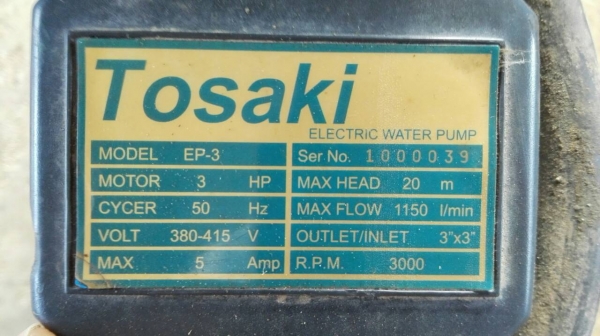 Tosaki
ELECTRIC WATER PUMP
MODEL EP-3 Ser No. 1000039
MOTOR 3 HP MAX HEAD 20 m
CYCER 50 Hz MAX FLOW 1150 l/min
VOLT 380-415 V OUTLET/INLET 3"x3"
MAX 5 Amp R.P.M. 3000